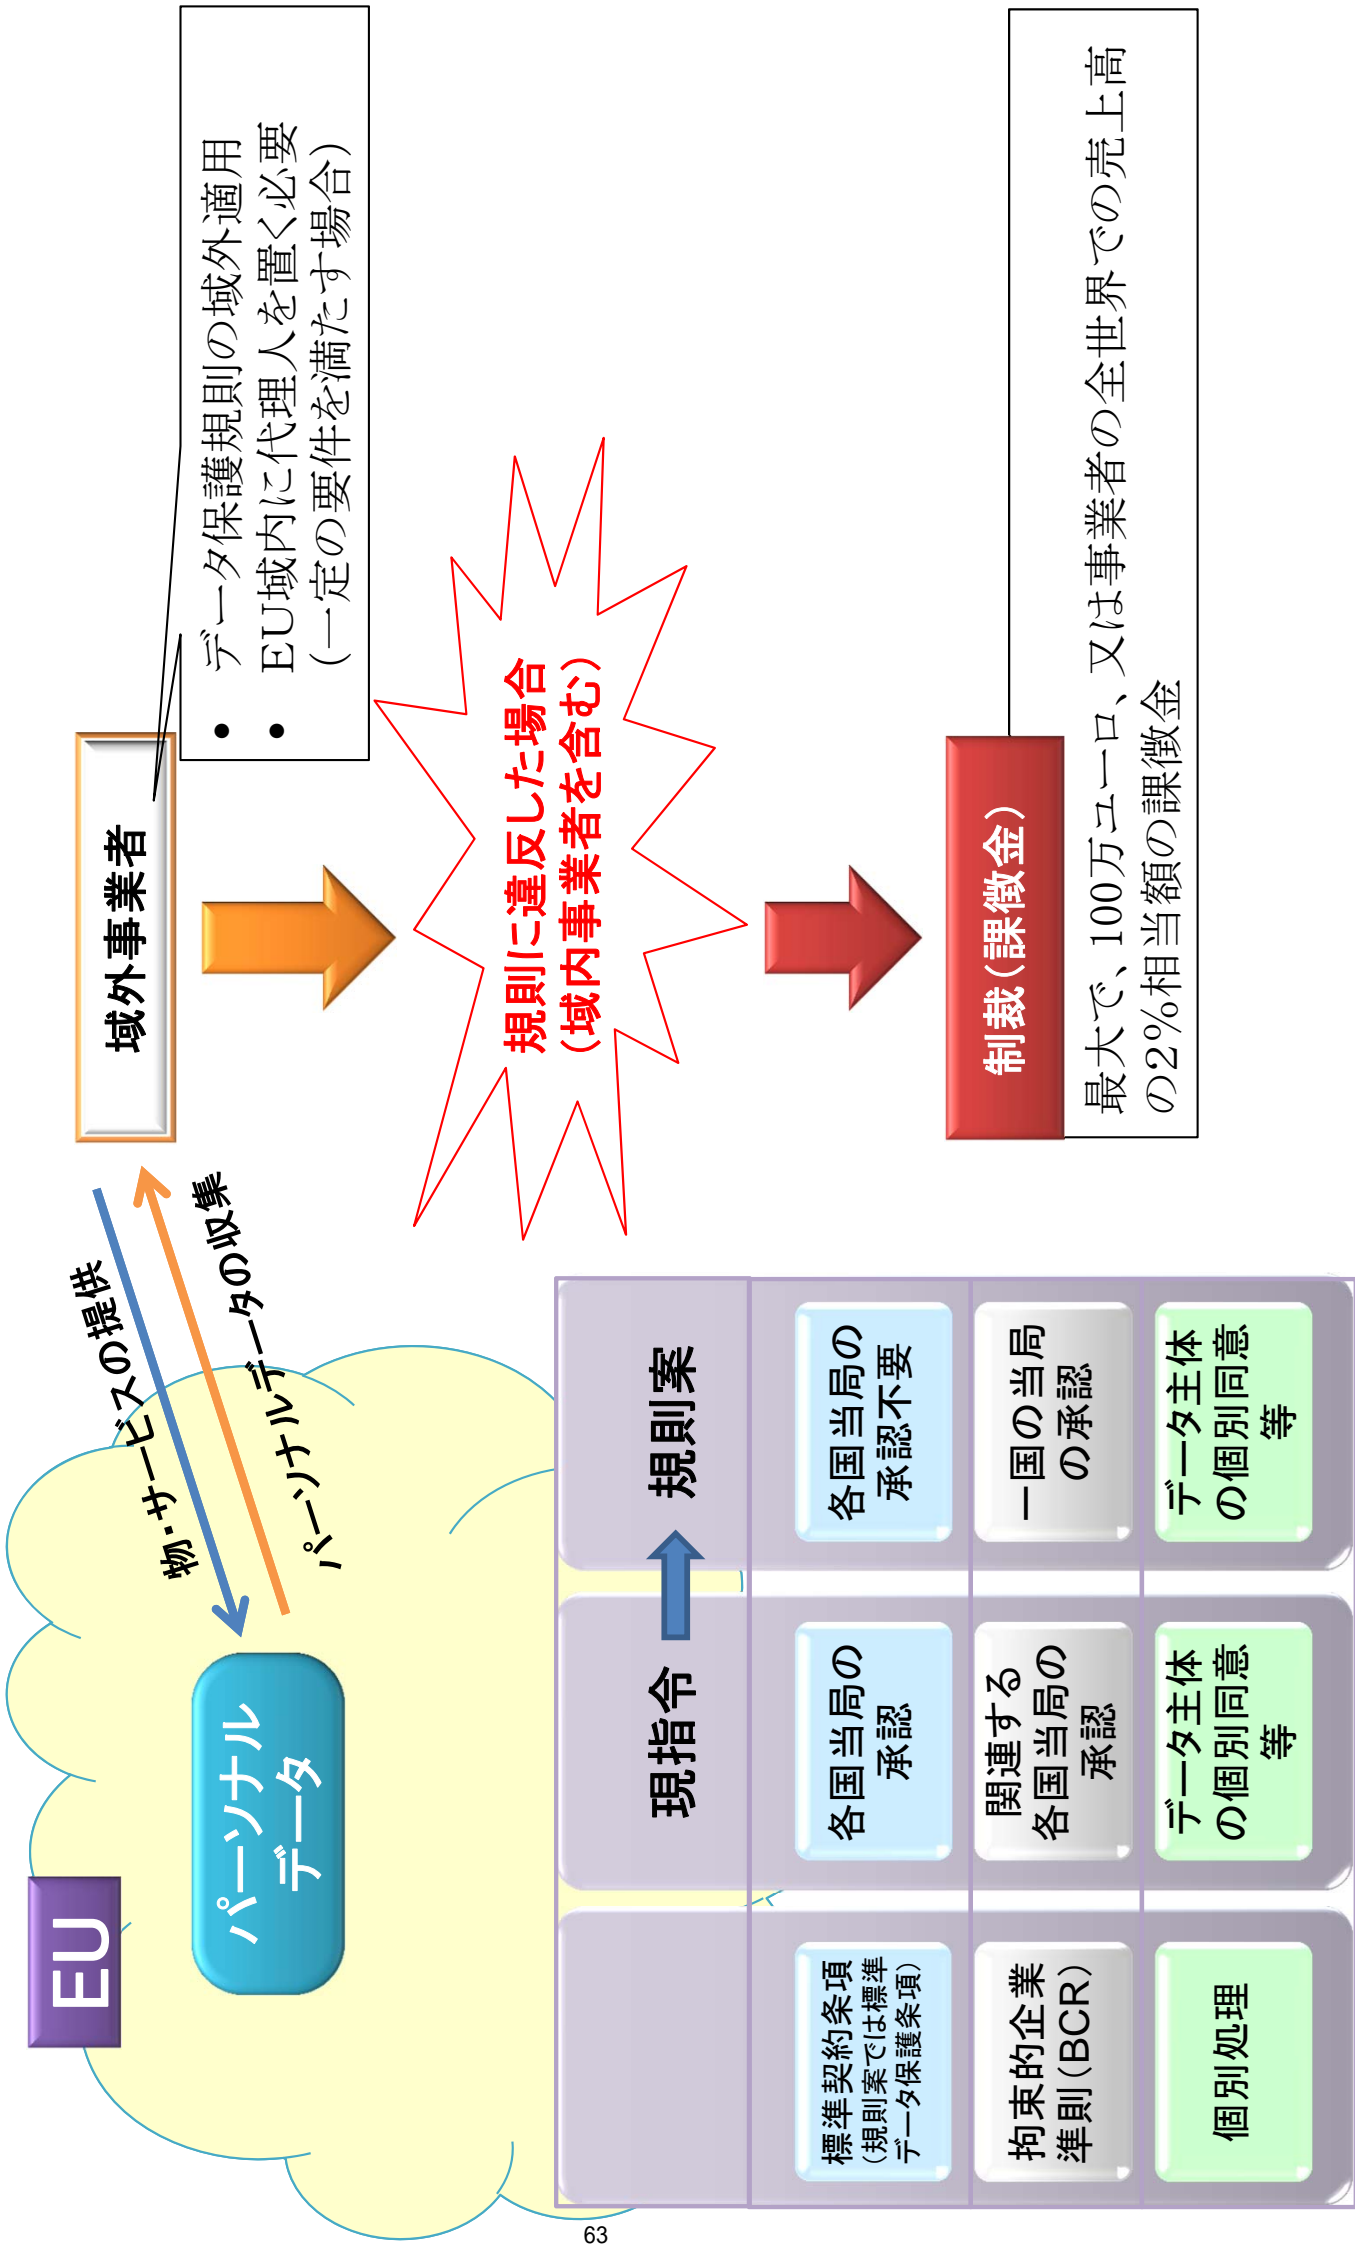 EU
パーソナル
データ
物・サービスの提供
パーソナルデータの収集
域外事業者
• データ保護規則の域外適用
• EU域内に代理人を置く必要
(一定の要件を満たす場合)
規則に違反した場合
(域内事業者を含む)
制裁(課徴金)
最大で、100万ユーロ、又は事業者の全世界での売上高
の2%相当額の課徴金
現指令
規則案
標準契約条項
(規則案では標準
データ保護条項)
各国当局の
承認
各国当局の
承認不要
拘束的企業
準則(BCR)
関連する
各国当局の
承認
一国の当局
の承認
個別処理
データ主体
の個別同意
等
データ主体
の個別同意
等
63